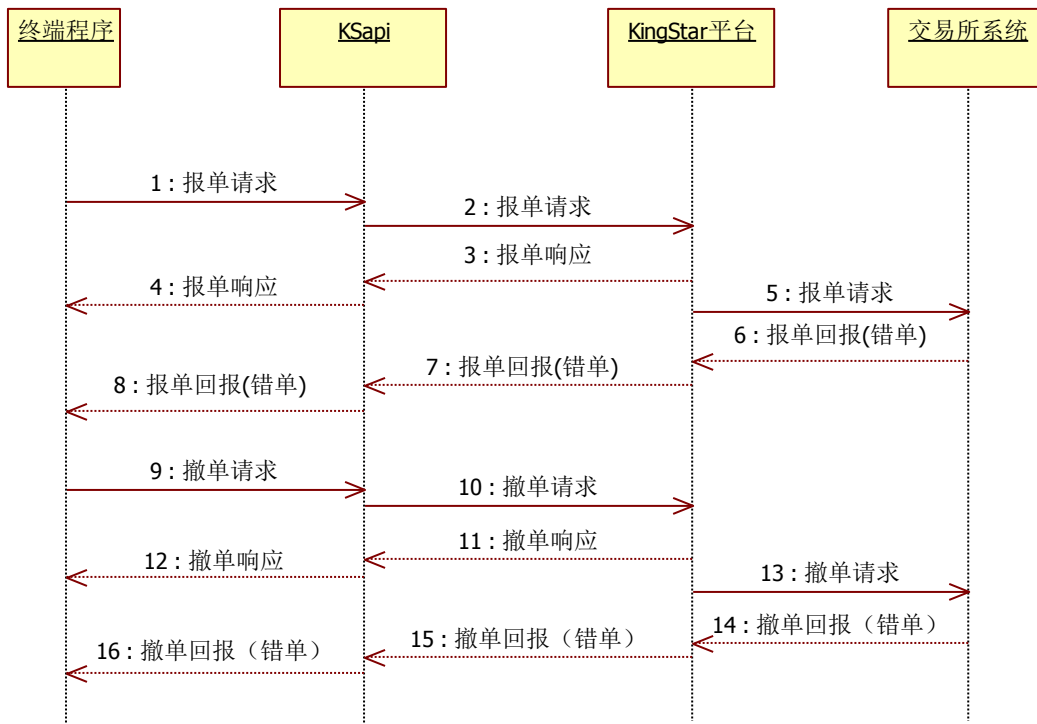 终端程序
KSapi
KingStar平台
交易所系统
1 : 报单请求
2 : 报单请求
3 : 报单响应
4 : 报单响应
5 : 报单请求
6 : 报单回报(错单)
7 : 报单回报(错单)
8 : 报单回报(错单)
9 : 撤单请求
10 : 撤单请求
11 : 撤单响应
12 : 撤单响应
13 : 撤单请求
14 : 撤单回报（错单）
15 : 撤单回报（错单）
16 : 撤单回报（错单）